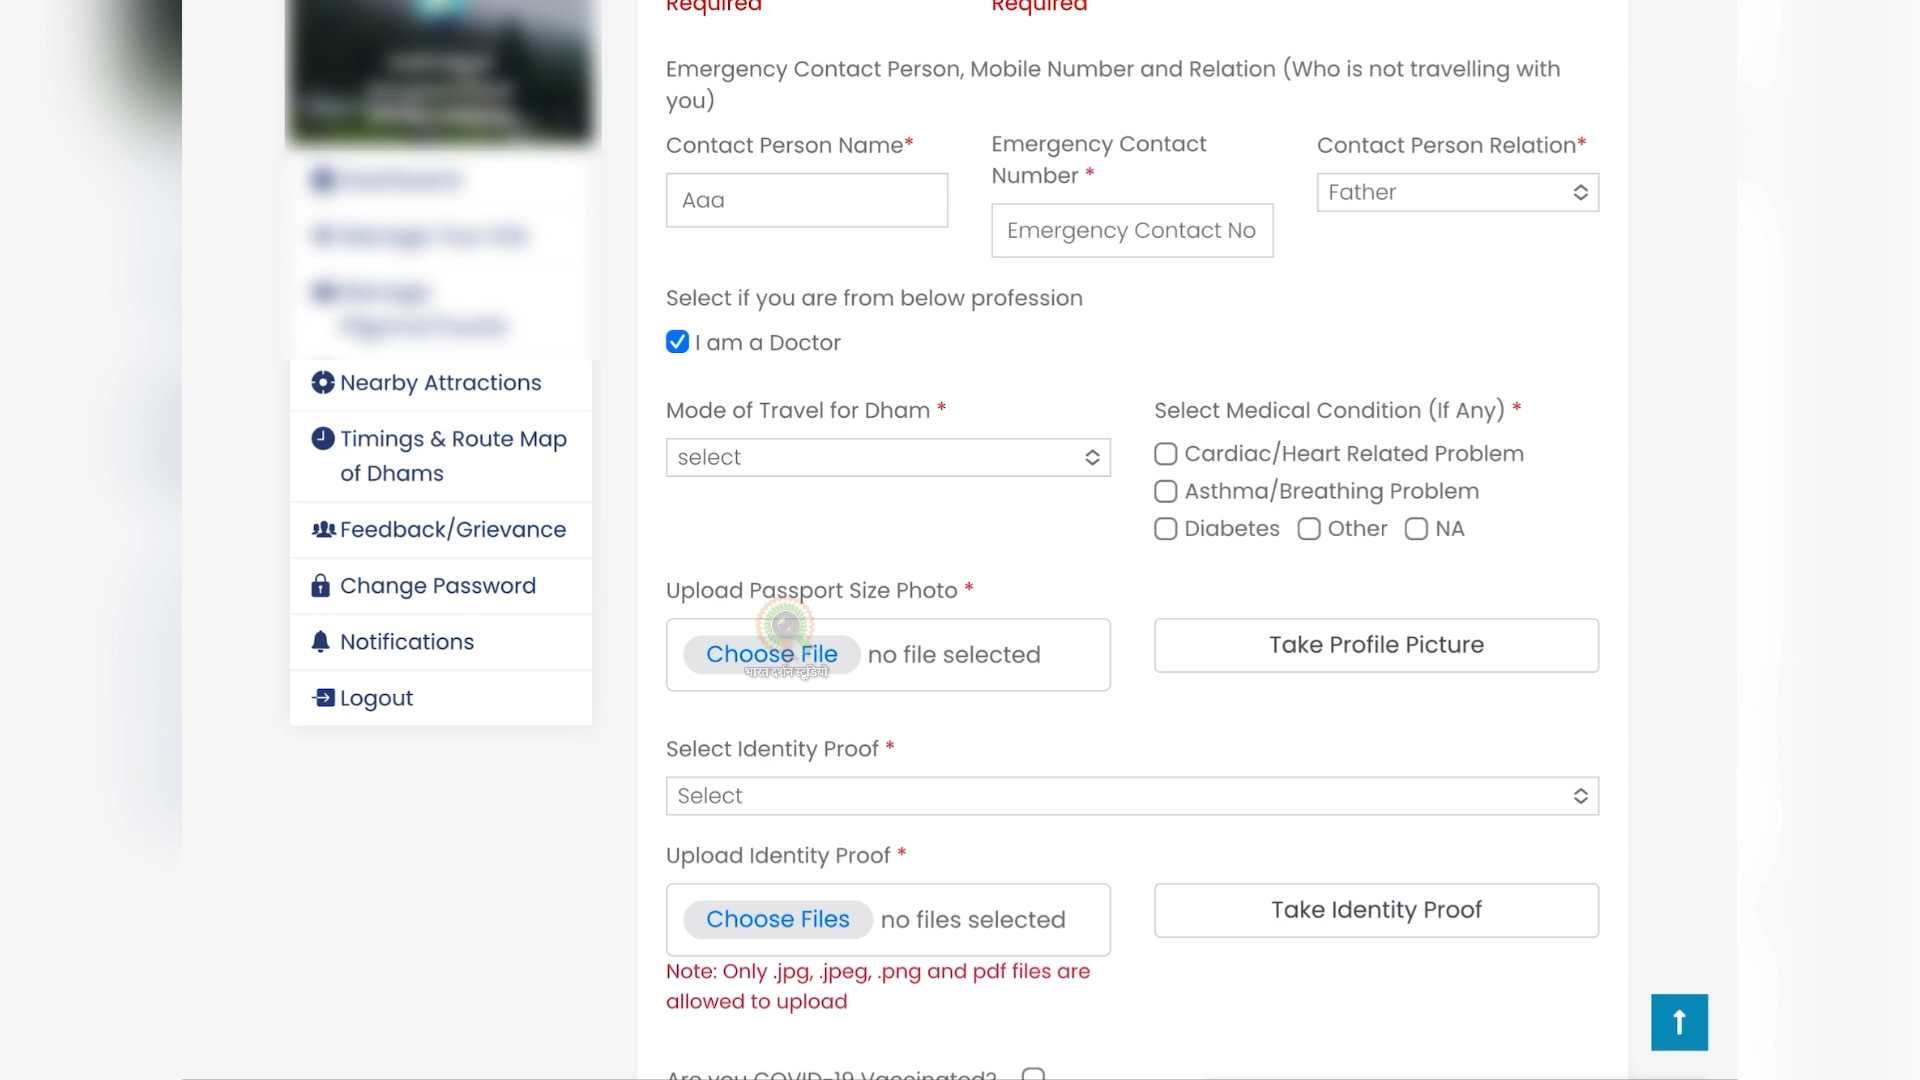 Required
Required
Emergency Contact Person, Mobile Number and Relation (Who is not travelling with
you)
Contact Person Name*
Emergency Contact
Number *
Contact Person Relation*
Aaa
Emergency Contact No
Father
Select if you are from below profession
I am a Doctor
Mode of Travel for Dham *
select
Select Medical Condition (If Any) *
Cardiac/Heart Related Problem
Asthma/Breathing Problem
Diabetes
Other
NA
Upload Passport Size Photo *
Choose File no file selected
भारत दर्शन स्टूडियो
Take Profile Picture
Select Identity Proof *
Select
Upload Identity Proof *
Choose Files no files selected
Take Identity Proof
Note: Only .jpg, .jpeg, .png and pdf files are
allowed to upload
Are you COVID-19 Vaccinated?
Nearby Attractions
Timings & Route Map
of Dhams
Feedback/Grievance
Change Password
Notifications
Logout